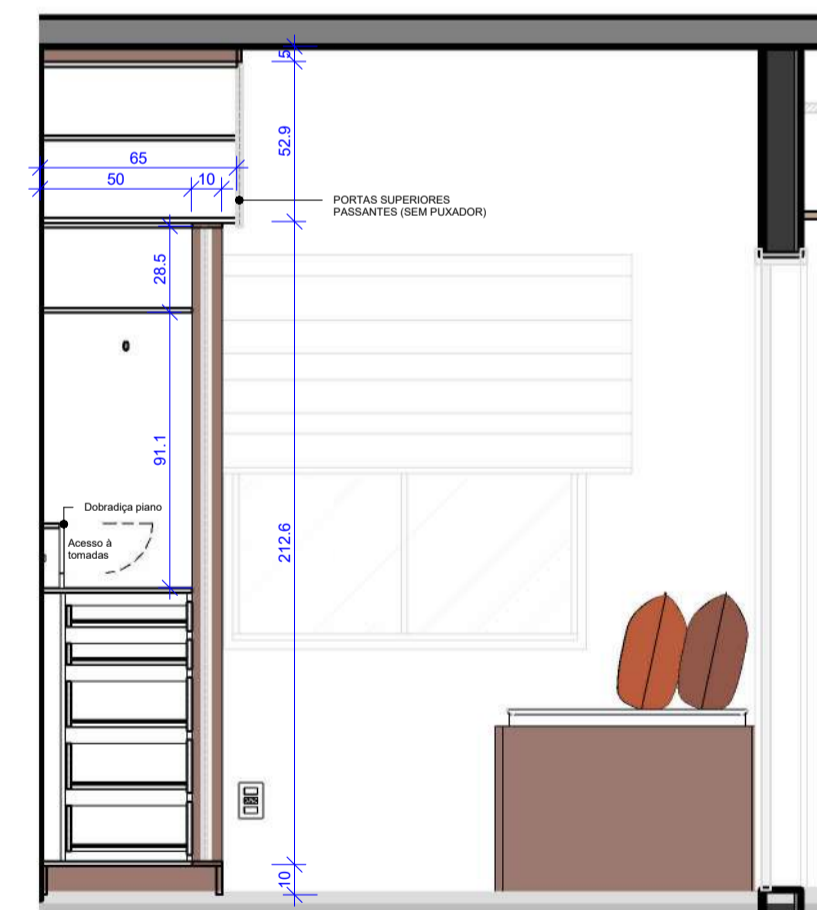 5
52.9
65
50
10
PORTAS SUPERIORES
PASSANTES (SEM PUXADOR)
28.5
91.1
Dobradiça piano
Acesso à
tomadas
212.6
10